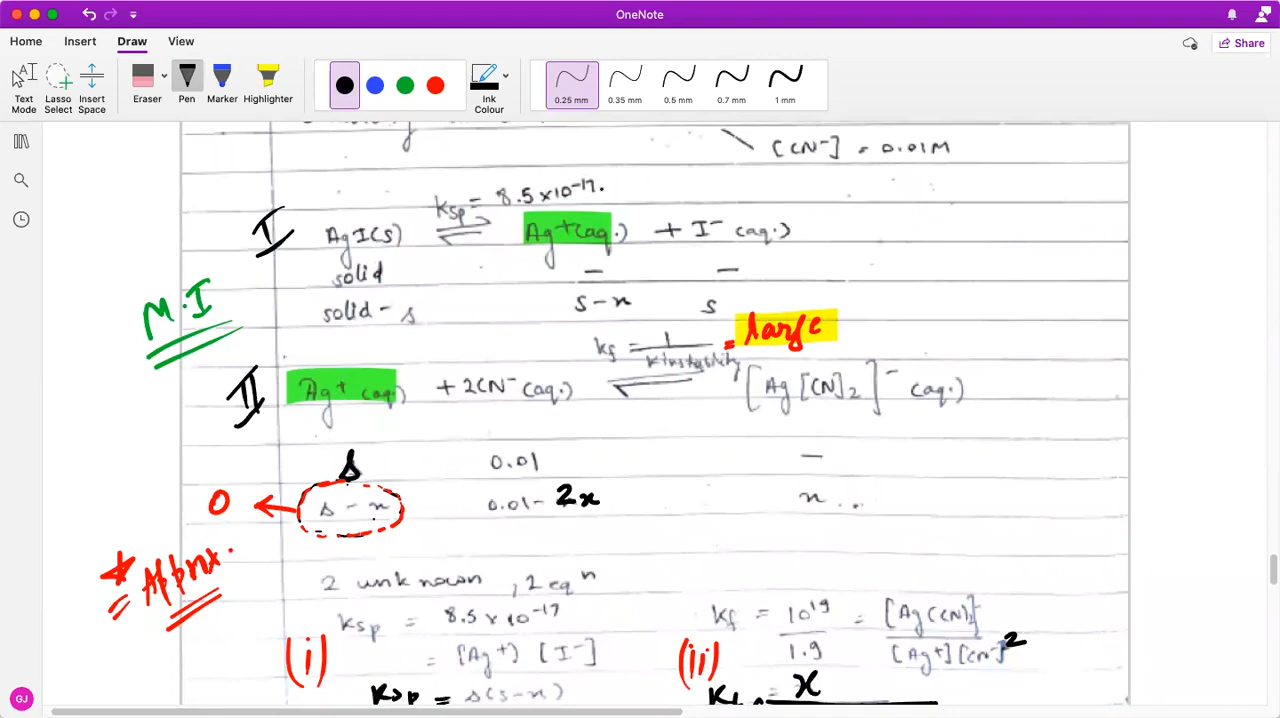 OneNote
Home Insert Draw View
Share
Text Mode Lasso Select Insert Space Eraser Pen Marker Highlighter Ink Colour 0.25 mm 0.35 mm 0.5 mm 0.7 mm 1 mm
[CN⁻] = 0.01M
Ksp = 8.5×10⁻¹⁷.
I AgI(s) ⇌ Ag+(aq.) + I⁻ (aq.)
solid — —
M.I
solid - s s-x s
kf = 1/Kinstability = large
II Ag+ (aq.) + 2CN⁻ (aq.) ⇌ [Ag[CN]2]⁻ (aq.)
s 0.01 —
0 ← s - x 0.01 - 2x x..
* Approx.
2 unknown, 2 eqⁿ
Ksp = 8.5×10⁻¹⁷ kf = 10¹⁹/1.9 = [Ag(CN)2⁻]/[Ag+][CN⁻]²
(i) = [Ag+] [I⁻] (ii)
Ksp = s(s-x) x
GJ